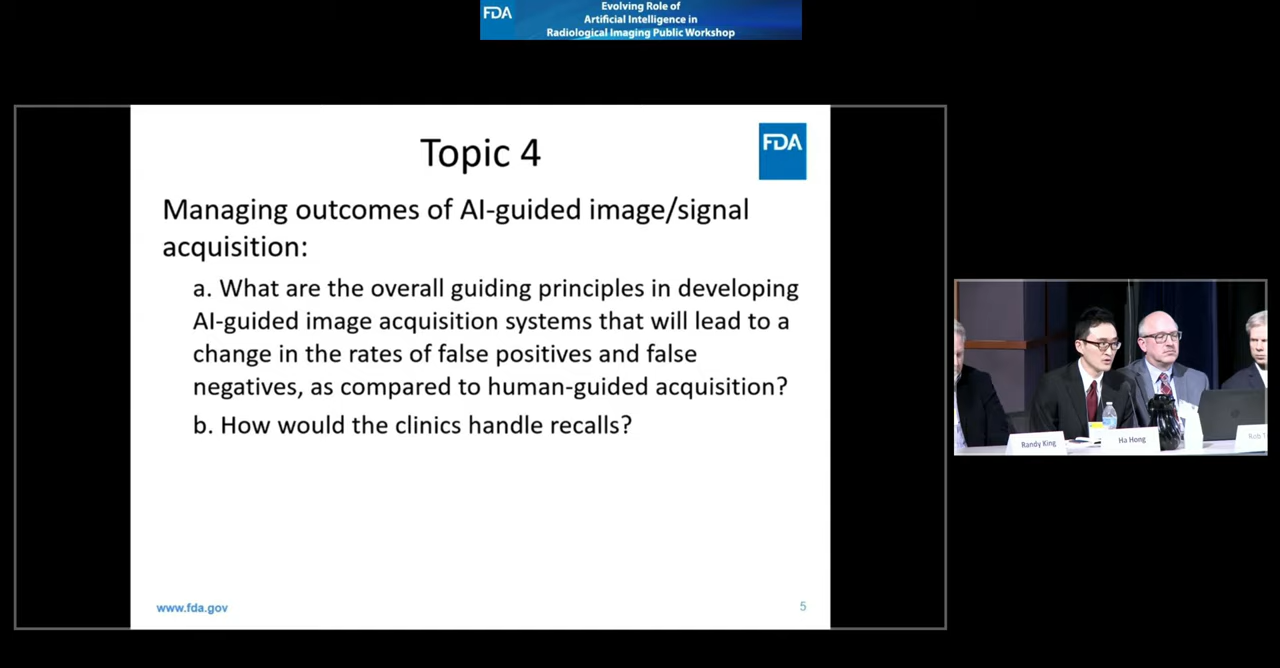 FDA
Evolving Role of
Artificial Intelligence in
Radiological Imaging Public Workshop
Topic 4
FDA
Managing outcomes of AI-guided image/signal
acquisition:
a. What are the overall guiding principles in developing
AI-guided image acquisition systems that will lead to a
change in the rates of false positives and false
negatives, as compared to human-guided acquisition?
b. How would the clinics handle recalls?
www.fda.gov
5
Randy King
Ha Hong
Rob